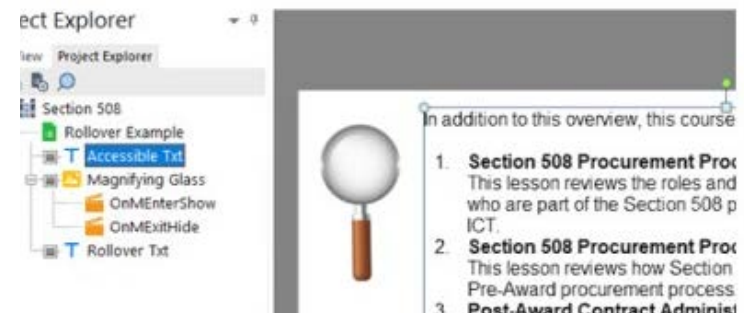 ect Explorer
iew Project Explorer
Section 508
Rollover Example
Accessible Txt
Magnifying Glass
OnMEnterShow
OnMExitHide
Rollover Txt
In addition to this overview, this course
1. Section 508 Procurement Proc
This lesson reviews the roles and
who are part of the Section 508 p
ICT.
2. Section 508 Procurement Proc
This lesson reviews how Section
Pre-Award procurement process
3. Post-Award Contract Administ